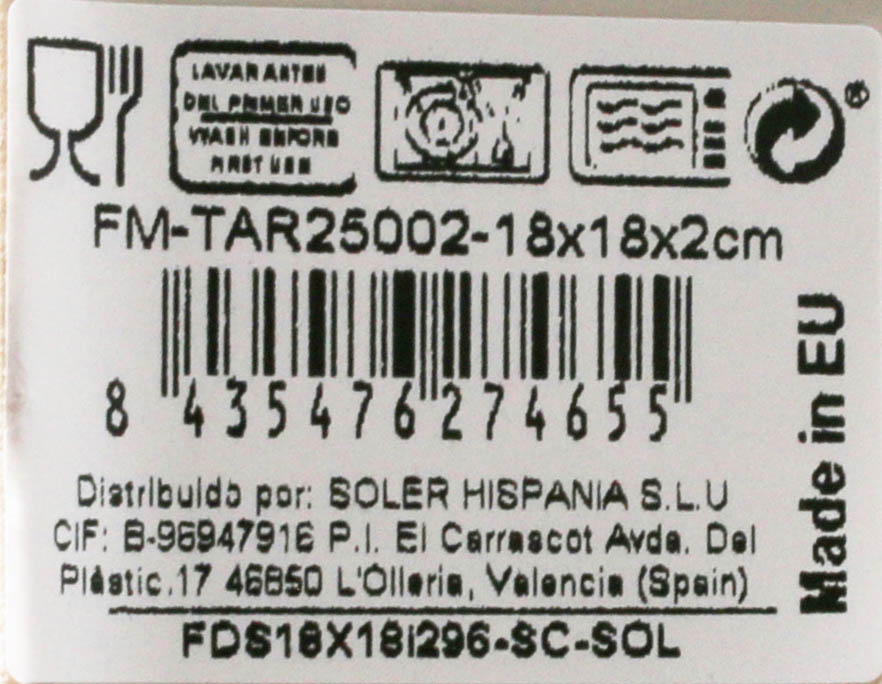 LAVAR ANTES
DEL PRIMER USO
WASH BEFORE
FIRST USE
®
FM-TAR25002-18x18x2cm
8 435476 274655
Made in EU
Distribuido por: SOLER HISPANIA S.L.U
CIF: B-96947916 P.I. El Carrascot Avda. Del
Plàstic.17 46850 L'Olleria, Valencia (Spain)
FDS18X18I296-SC-SOL